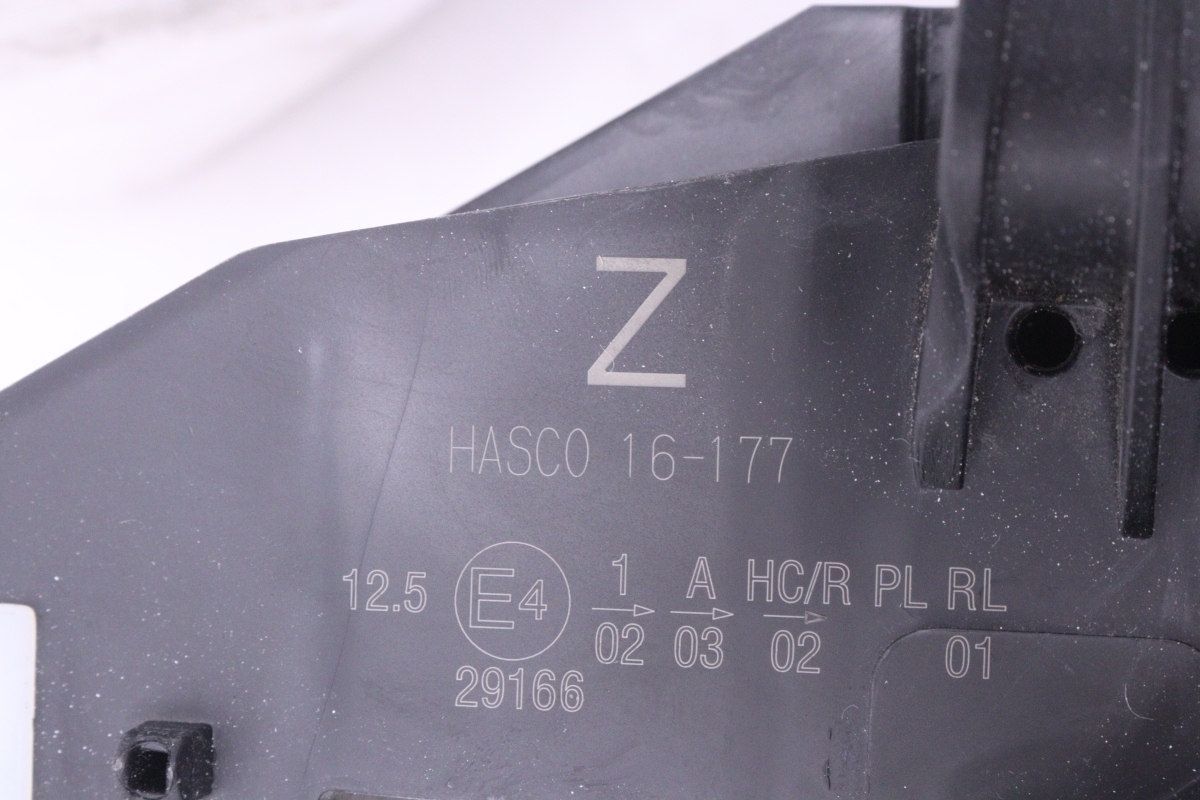 Z
HASCO 16-177
12.5 E4 1 A HC/R PL RL
02 03 02 01
29166